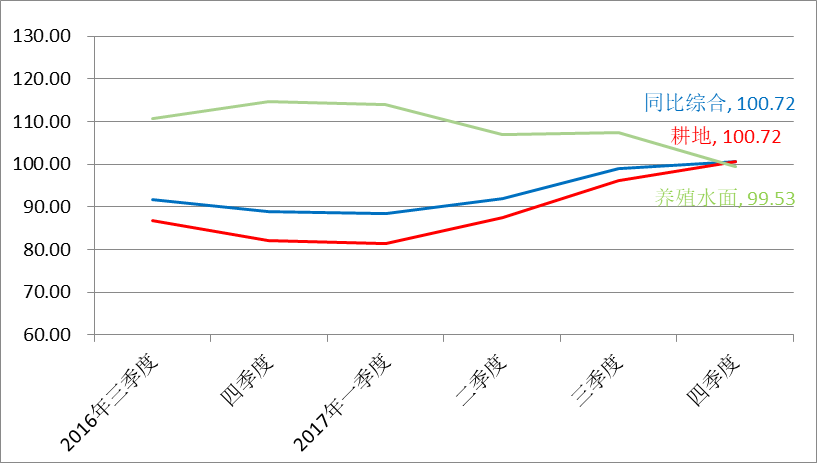 130.00
120.00
110.00
100.00
90.00
80.00
70.00
60.00
同比综合, 100.72
耕地, 100.72
养殖水面, 99.53
2016年三季度
四季度
2017年一季度
二季度
三季度
四季度